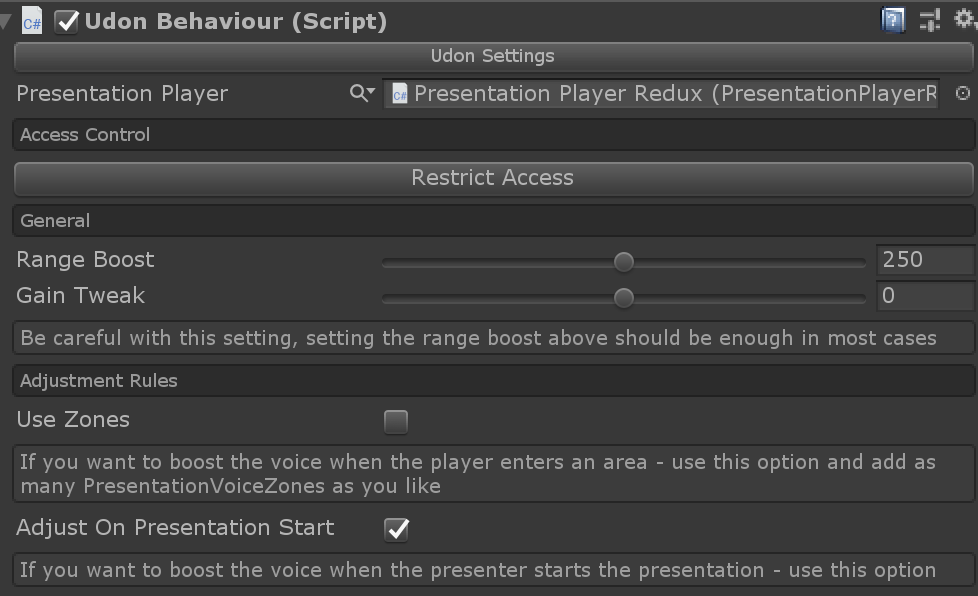 C# Udon Behaviour (Script) ?
Udon Settings
Presentation Player C# Presentation Player Redux (PresentationPlayerR
Access Control
Restrict Access
General
Range Boost 250
Gain Tweak 0
Be careful with this setting, setting the range boost above should be enough in most cases
Adjustment Rules
Use Zones
If you want to boost the voice when the player enters an area - use this option and add as
many PresentationVoiceZones as you like
Adjust On Presentation Start
If you want to boost the voice when the presenter starts the presentation - use this option